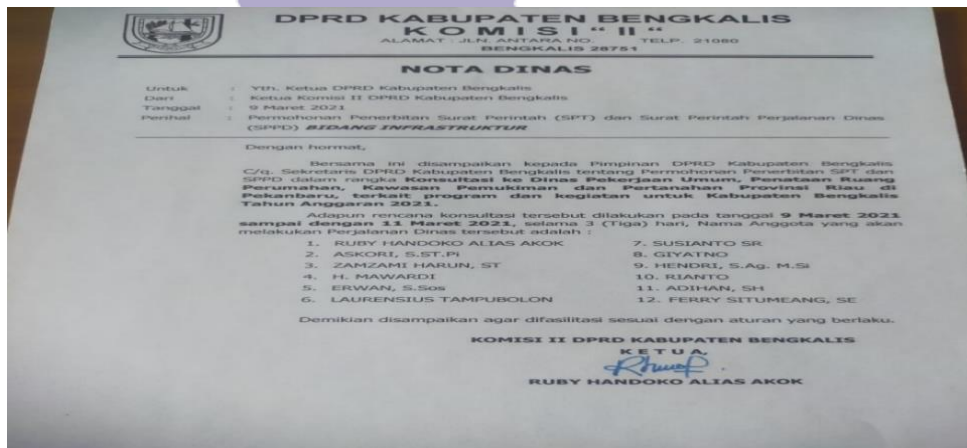 DPRD KABUPATEN BENGKALIS
KOMISI "II"
ALAMAT : JLN. ANTARA NO. TELP. 21080
BENGKALIS 28751
NOTA DINAS
Untuk : Yth. Ketua DPRD Kabupaten Bengkalis
Dari : Ketua Komisi II DPRD Kabupaten Bengkalis
Tanggal : 9 Maret 2021
Perihal : Permohonan Penerbitan Surat Perintah (SPT) dan Surat Perintah Perjalanan Dinas
(SPPD) BIDANG INFRASTRUKTUR
Dengan hormat,
Bersama ini disampaikan kepada Pimpinan DPRD Kabupaten Bengkalis
C/q. Sekretaris DPRD Kabupaten Bengkalis tentang Permohonan Penerbitan SPT dan
SPPD dalam rangka Konsultasi ke Dinas Pekerjaan Umum, Penataan Ruang
Perumahan, Kawasan Pemukiman dan Pertanahan Provinsi Riau di
Pekanbaru, terkait program dan kegiatan untuk Kabupaten Bengkalis
Tahun Anggaran 2021.
Adapun rencana konsultasi tersebut dilakukan pada tanggal 9 Maret 2021
sampai dengan 11 Maret 2021, selama 3 (Tiga) hari, Nama Anggota yang akan
melakukan Perjalanan Dinas tersebut adalah :
1. RUBY HANDOKO ALIAS AKOK
2. ASKORI, S.ST.Pi
3. ZAMZAMI HARUN, ST
4. H. MAWARDI
5. ERWAN, S.Sos
6. LAURENSIUS TAMPUBOLON
7. SUSIANTO SR
8. GIYATNO
9. HENDRI, S.Ag. M.Si
10. RIANTO
11. ADIHAN, SH
12. FERRY SITUMEANG, SE
Demikian disampaikan agar difasilitasi sesuai dengan aturan yang berlaku.
KOMISI II DPRD KABUPATEN BENGKALIS
KETUA
RUBY HANDOKO ALIAS AKOK